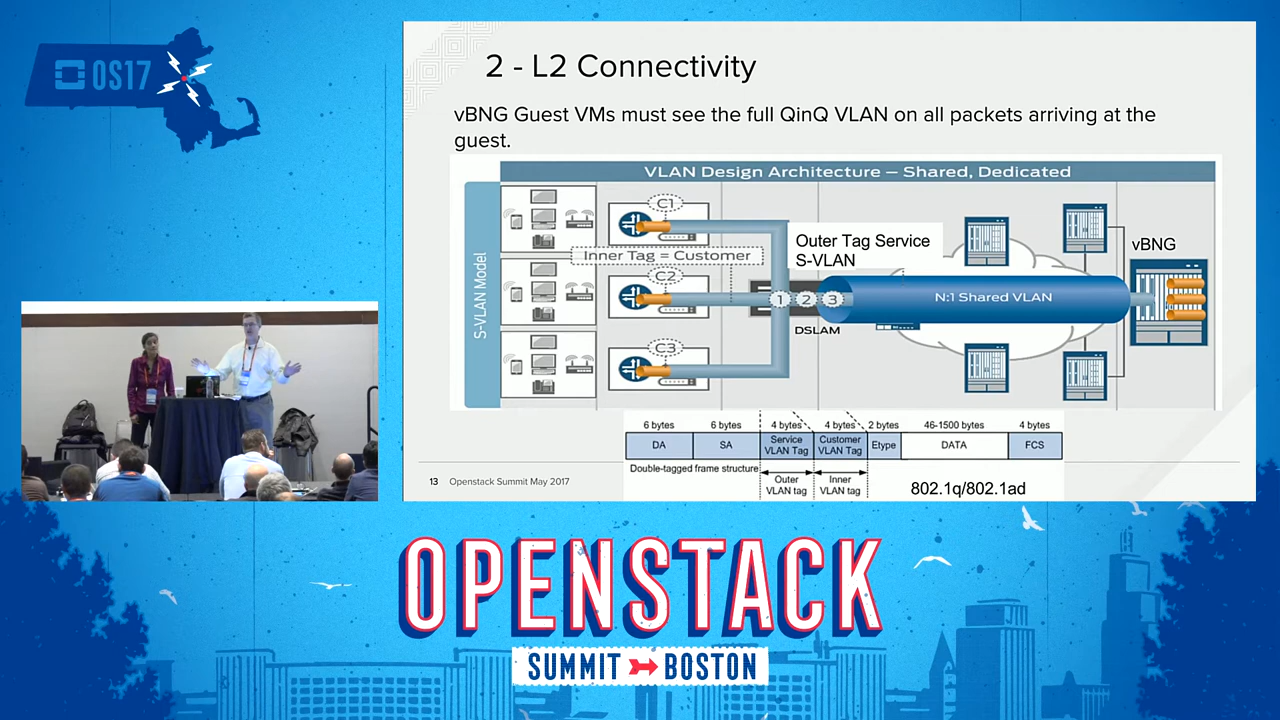 OS17
2 - L2 Connectivity
vBNG Guest VMs must see the full QinQ VLAN on all packets arriving at the
guest.
VLAN Design Architecture – Shared, Dedicated
S-VLAN Model
C1
Inner Tag = Customer
C2
C3
Outer Tag Service
S-VLAN
1 2 3
DSLAM
N:1 Shared VLAN
vBNG
6 bytes 6 bytes 4 bytes 4 bytes 2 bytes 46-1500 bytes 4 bytes
DA SA Service VLAN Tag Customer VLAN Tag Etype DATA FCS
Double-tagged frame structure
Outer VLAN tag
Inner VLAN tag
802.1q/802.1ad
13 Openstack Summit May 2017
OPENSTACK
SUMMIT BOSTON